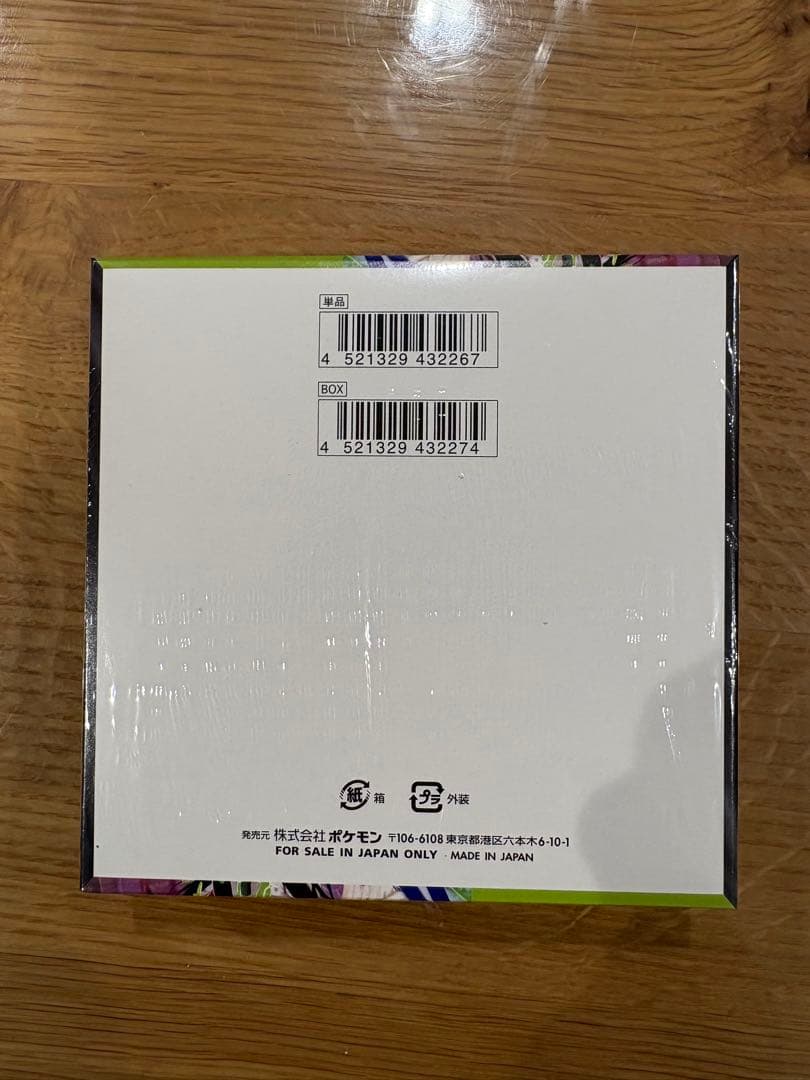 単品
4 521329 432267
BOX
4 521329 432274
紙 箱
プラ 外装
発売元 株式会社ポケモン 〒106-6108 東京都港区六本木6-10-1
FOR SALE IN JAPAN ONLY · MADE IN JAPAN